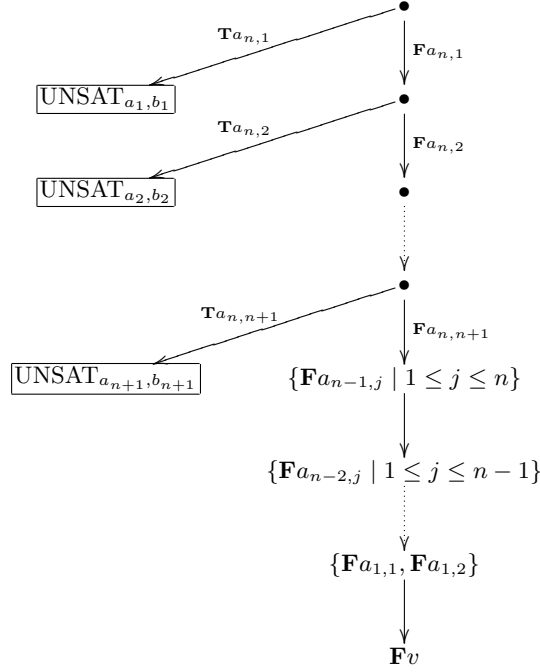 𝐓a_{n,1}
𝐅a_{n,1}
UNSAT_{a_1,b_1}
𝐓a_{n,2}
𝐅a_{n,2}
UNSAT_{a_2,b_2}
𝐓a_{n,n+1}
𝐅a_{n,n+1}
UNSAT_{a_{n+1},b_{n+1}}
{𝐅a_{n−1,j} | 1 ≤ j ≤ n}
{𝐅a_{n−2,j} | 1 ≤ j ≤ n − 1}
{𝐅a_{1,1}, 𝐅a_{1,2}}
𝐅v